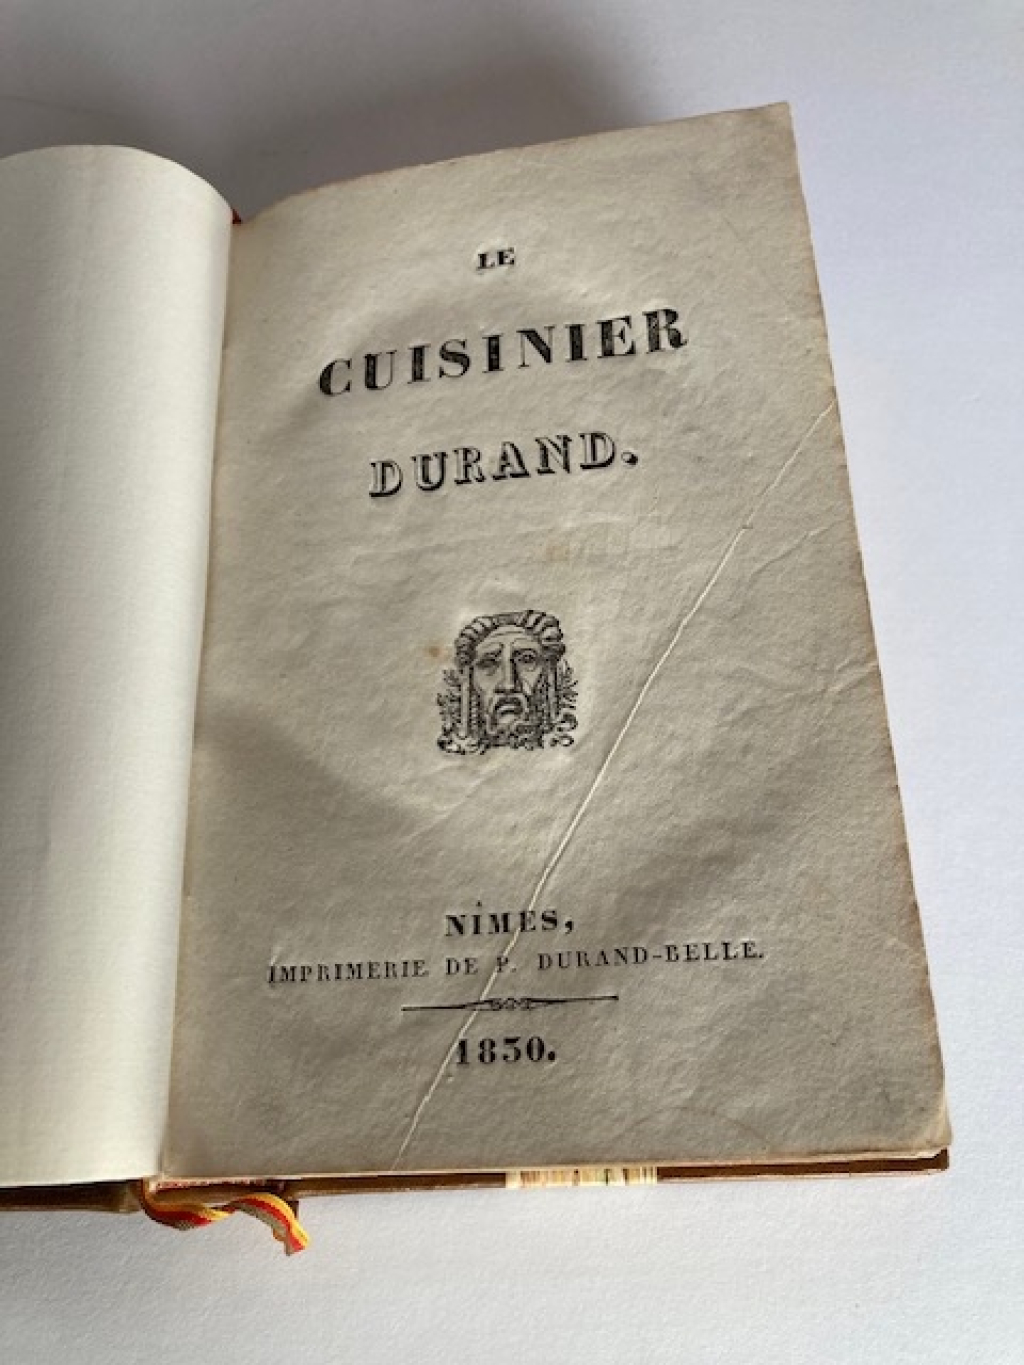 LE
CUISINIER
DURAND.
NÎMES,
IMPRIMERIE DE P. DURAND-BELLE.
1830.